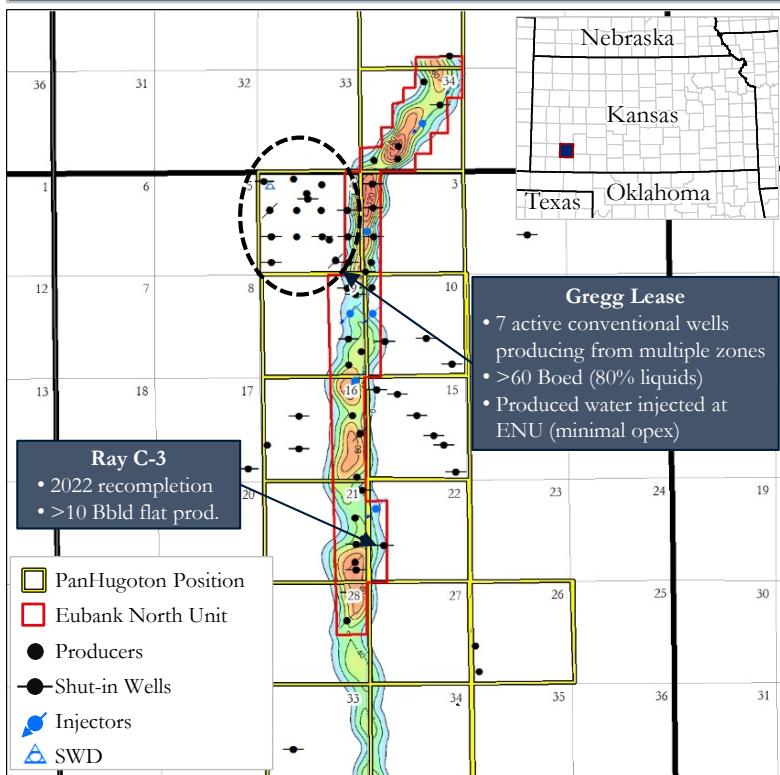 Nebraska
Kansas
Texas
Oklahoma
36
31
32
33
34
1
6
5
3
12
7
8
9
10
13
18
17
16
15
20
21
22
23
24
19
28
27
26
25
30
33
34
35
36
31
Gregg Lease
• 7 active conventional wells
producing from multiple zones
• >60 Boed (80% liquids)
• Produced water injected at
ENU (minimal opex)
Ray C-3
• 2022 recompletion
• >10 Bbld flat prod.
PanHugoton Position
Eubank North Unit
Producers
Shut-in Wells
Injectors
SWD